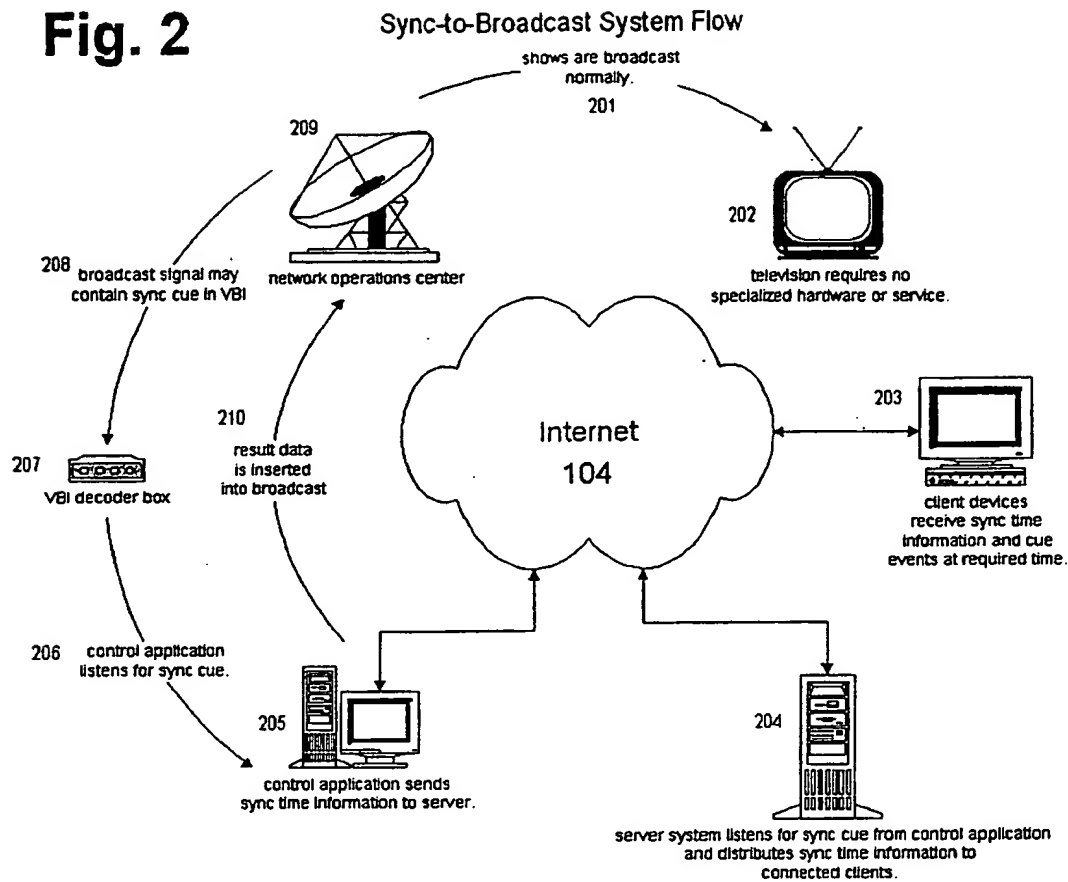 Fig. 2
Sync-to-Broadcast System Flow
shows are broadcast
normally.
201
209
network operations center
202
television requires no
specialized hardware or service.
208
broadcast signal may
contain sync cue in VBI
207
VBI decoder box
210
result data
is inserted
into broadcast
Internet
104
203
client devices
receive sync time
information and cue
events at required time.
206
control application
listens for sync cue.
205
control application sends
sync time information to server.
204
server system listens for sync cue from control application
and distributes sync time information to
connected clients.